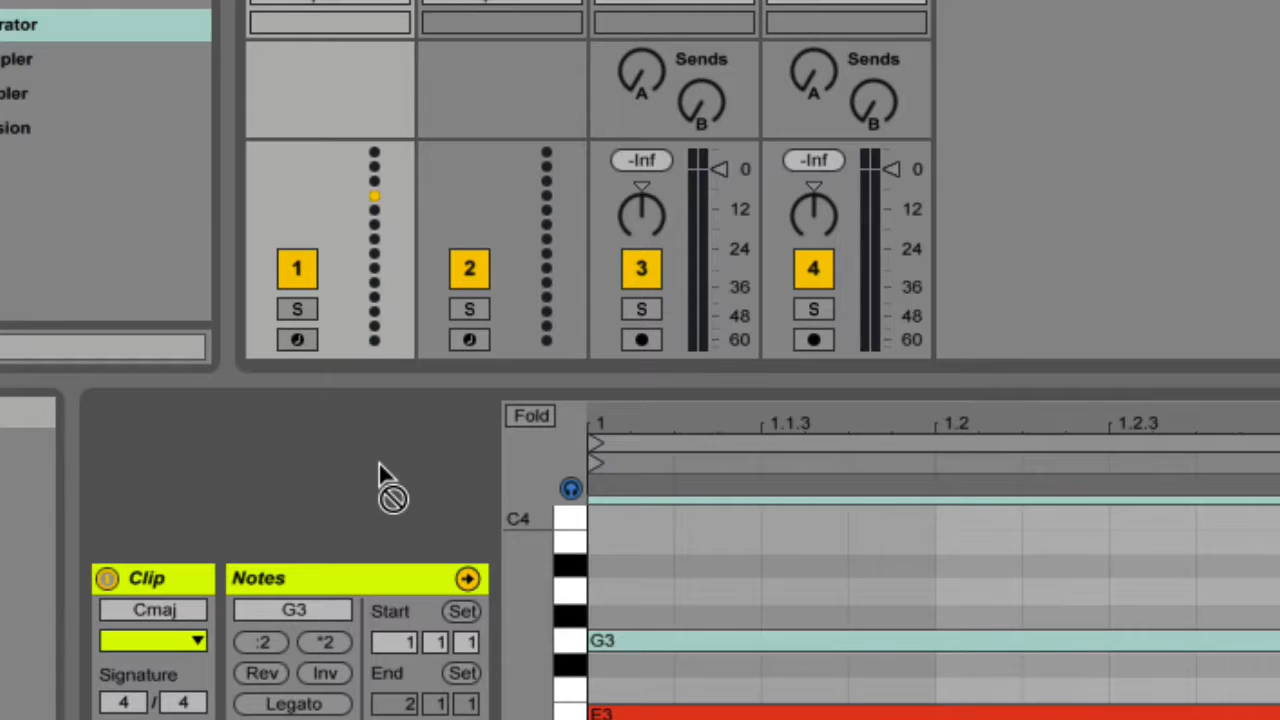 rator
pler
oler
sion
Sends
A
B
Sends
A
B
-Inf
0
12
24
36
48
60
-Inf
0
12
24
36
48
60
1
S
2
S
3
S
4
S
Fold
1
1.1.3
1.2
1.2.3
C4
G3
E3
Clip
Cmaj
Signature
4 / 4
Notes
G3
:2
*2
Rev
Inv
Legato
Start
Set
1 1 1
End
Set
2 1 1